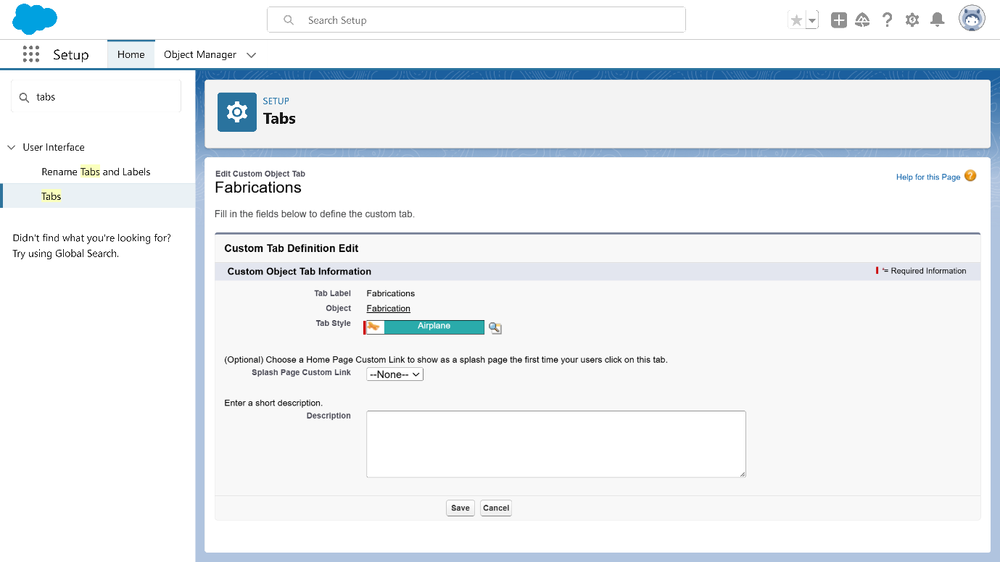 Search Setup
Setup
Home
Object Manager
tabs
User Interface
Rename Tabs and Labels
Tabs
Didn't find what you're looking for?
Try using Global Search.
SETUP
Tabs
Edit Custom Object Tab
Fabrications
Help for this Page
Fill in the fields below to define the custom tab.
Custom Tab Definition Edit
Custom Object Tab Information
= Required Information
Tab Label Fabrications
Object Fabrication
Tab Style Airplane
(Optional) Choose a Home Page Custom Link to show as a splash page the first time your users click on this tab.
Splash Page Custom Link --None--
Enter a short description.
Description
Save Cancel